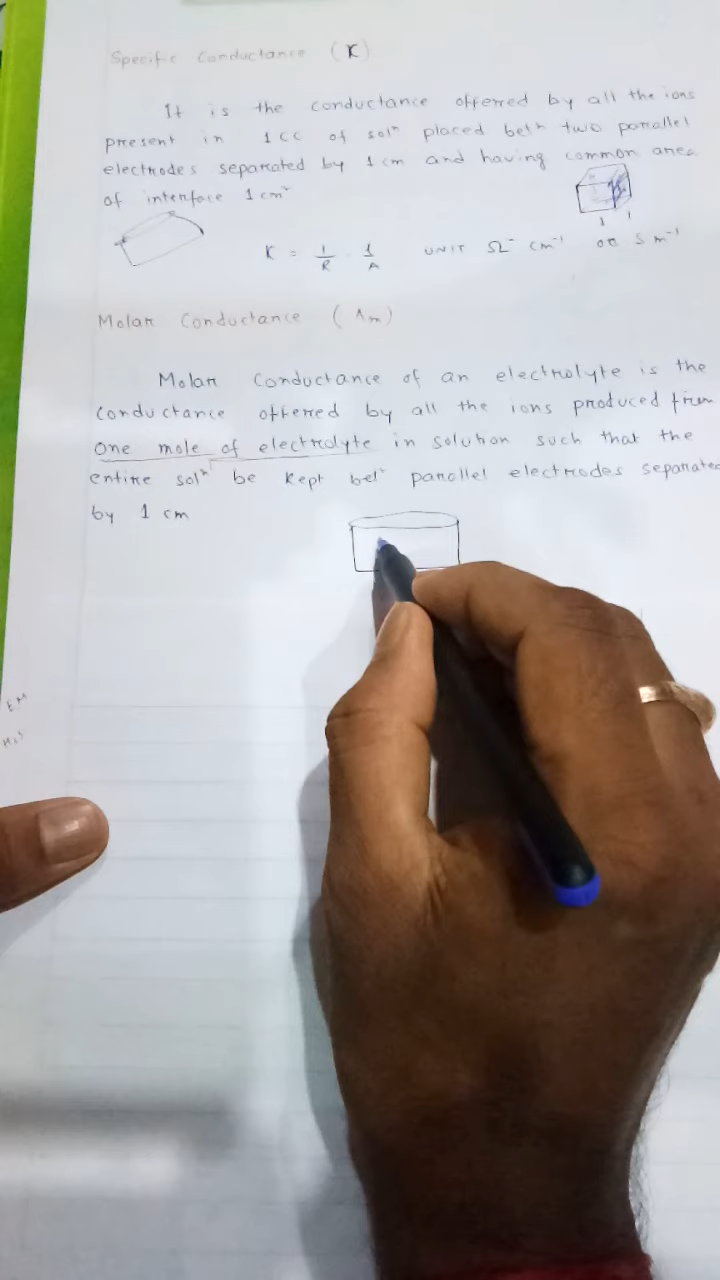 Specific Conductance (K)
It is the conductance offerred by all the ions
present in 1 cc of solⁿ placed betⁿ two parallel
electrodes separated by 1 cm and having common area
of interface 1 cm²
1 1
K = 1/R · 1/A UNIT Ω⁻ cm⁻¹ or S m⁻¹
Molar Conductance (Λm)
Molar Conductance of an electrolyte is the
conductance offerred by all the ions produced from
one mole of electrolyte in solution such that the
entire solⁿ be kept betⁿ parallel electrodes separated
by 1 cm
EM